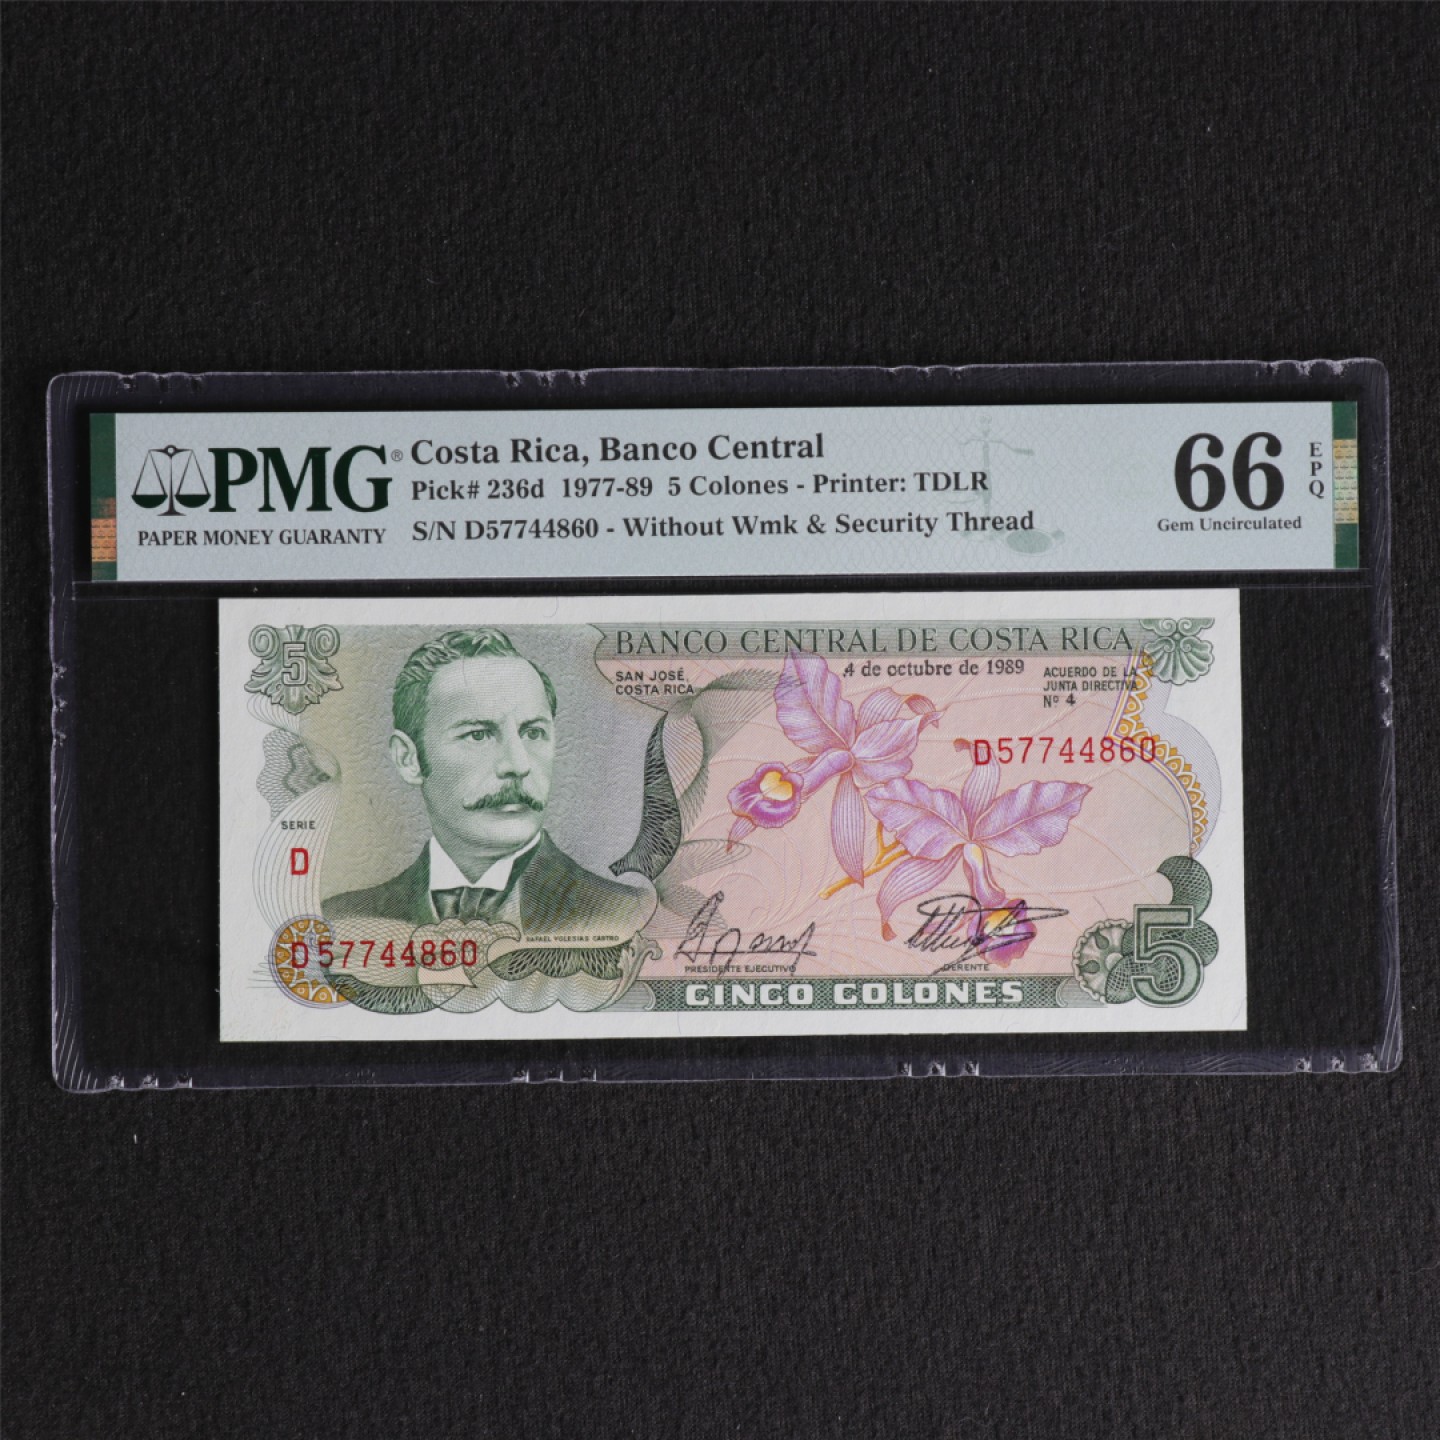 PMG®
PAPER MONEY GUARANTY
Costa Rica, Banco Central
Pick# 236d 1977-89 5 Colones - Printer: TDLR
S/N D57744860 - Without Wmk & Security Thread
66
EPQ
Gem Uncirculated
5
BANCO CENTRAL DE COSTA RICA
SAN JOSÉ,
COSTA RICA
4 de octubre de 1989
ACUERDO DE LA
JUNTA DIRECTIVA
Nº 4
D57744860
SERIE
D
D57744860
RAFAEL YGLESIAS CASTRO
PRESIDENTE EJECUTIVO
GERENTE
CINCO COLONES
5